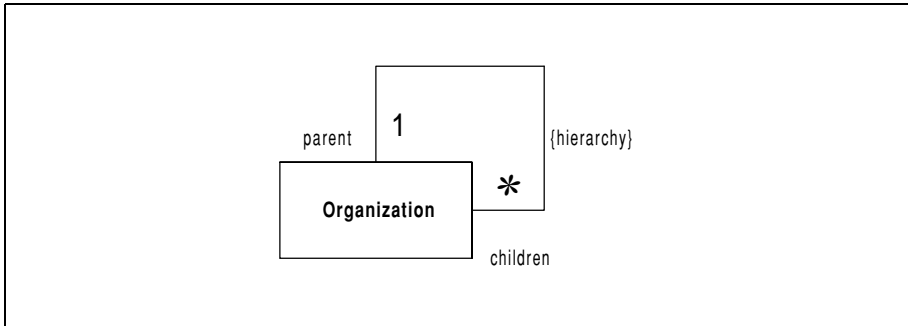 1
parent
{hierarchy}
*
Organization
children